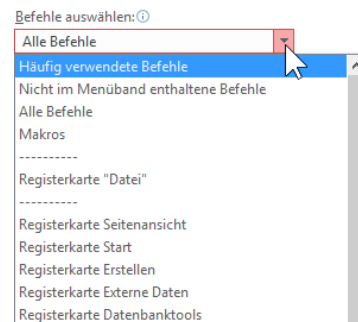 Befehle auswählen:
Alle Befehle
Häufig verwendete Befehle
Nicht im Menüband enthaltene Befehle
Alle Befehle
Makros
----------
Registerkarte "Datei"
----------
Registerkarte Seitenansicht
Registerkarte Start
Registerkarte Erstellen
Registerkarte Externe Daten
Registerkarte Datenbanktools